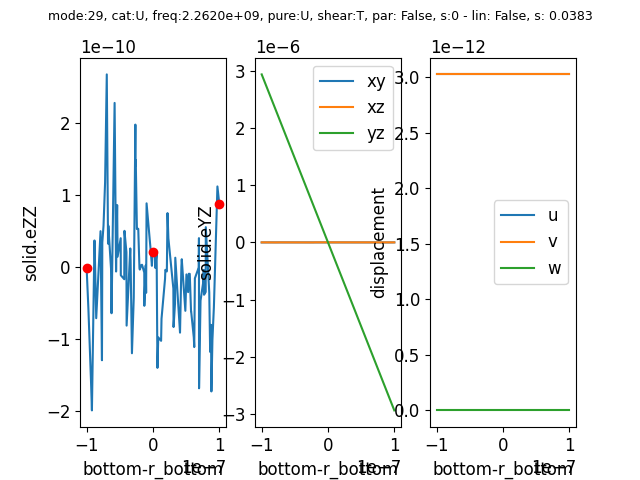 mode:29, cat:U, freq:2.2620e+09, pure:U, shear:T, par: False, s:0 - lin: False, s: 0.0383
1e−10
2
1
0
−1
−2
solid.eZZ
−1
0
1
1e−7
bottom-r_bottom
1e−6
3
2
1
0
−1
−2
−3
solid.eYZ
xy
xz
yz
−1
0
1
1e−7
bottom-r_bottom
1e−12
3.0
2.5
2.0
1.5
1.0
0.5
0.0
displacement
u
v
w
−1
0
1
1e−7
bottom-r_bottom